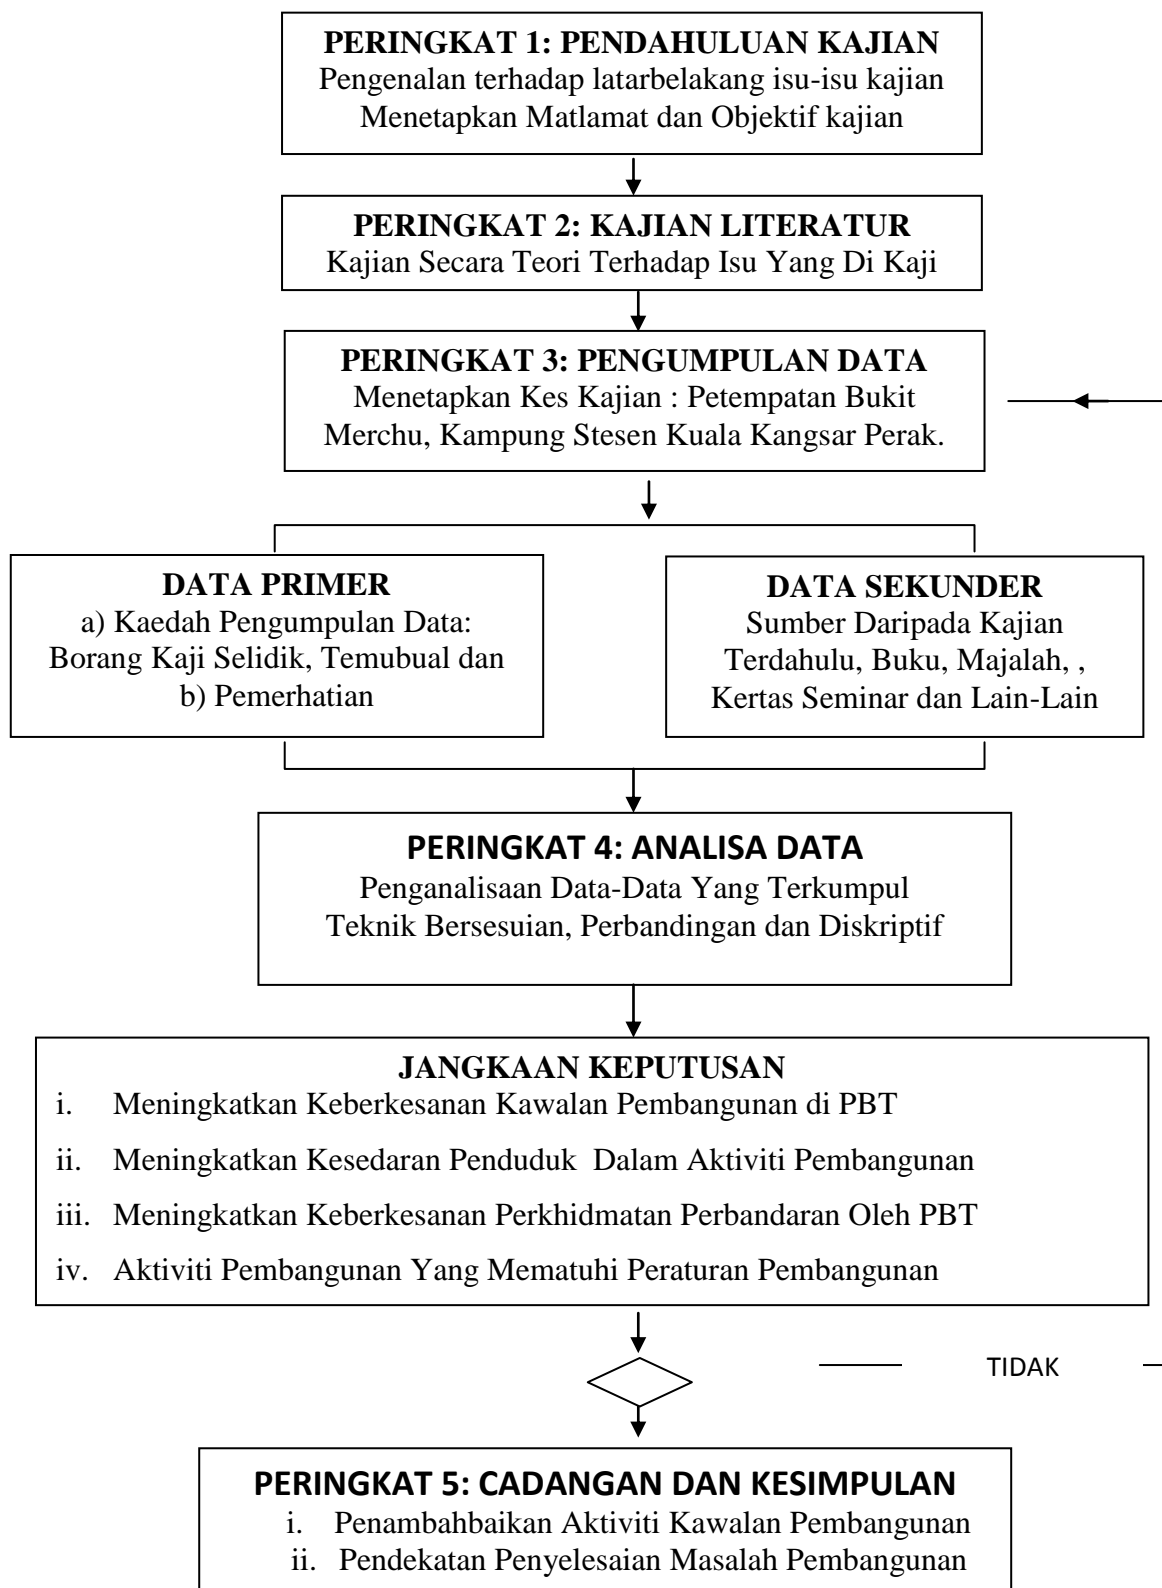 PERINGKAT 1: PENDAHULUAN KAJIAN
Pengenalan terhadap latarbelakang isu-isu kajian
Menetapkan Matlamat dan Objektif kajian
PERINGKAT 2: KAJIAN LITERATUR
Kajian Secara Teori Terhadap Isu Yang Di Kaji
PERINGKAT 3: PENGUMPULAN DATA
Menetapkan Kes Kajian : Petempatan Bukit
Merchu, Kampung Stesen Kuala Kangsar Perak.
DATA PRIMER
a) Kaedah Pengumpulan Data:
Borang Kaji Selidik, Temubual dan
b) Pemerhatian
DATA SEKUNDER
Sumber Daripada Kajian
Terdahulu, Buku, Majalah, ,
Kertas Seminar dan Lain-Lain
PERINGKAT 4: ANALISA DATA
Penganalisaan Data-Data Yang Terkumpul
Teknik Bersesuian, Perbandingan dan Diskriptif
JANGKAAN KEPUTUSAN
i. Meningkatkan Keberkesanan Kawalan Pembangunan di PBT
ii. Meningkatkan Kesedaran Penduduk Dalam Aktiviti Pembangunan
iii. Meningkatkan Keberkesanan Perkhidmatan Perbandaran Oleh PBT
iv. Aktiviti Pembangunan Yang Mematuhi Peraturan Pembangunan
TIDAK
PERINGKAT 5: CADANGAN DAN KESIMPULAN
i. Penambahbaikan Aktiviti Kawalan Pembangunan
ii. Pendekatan Penyelesaian Masalah Pembangunan